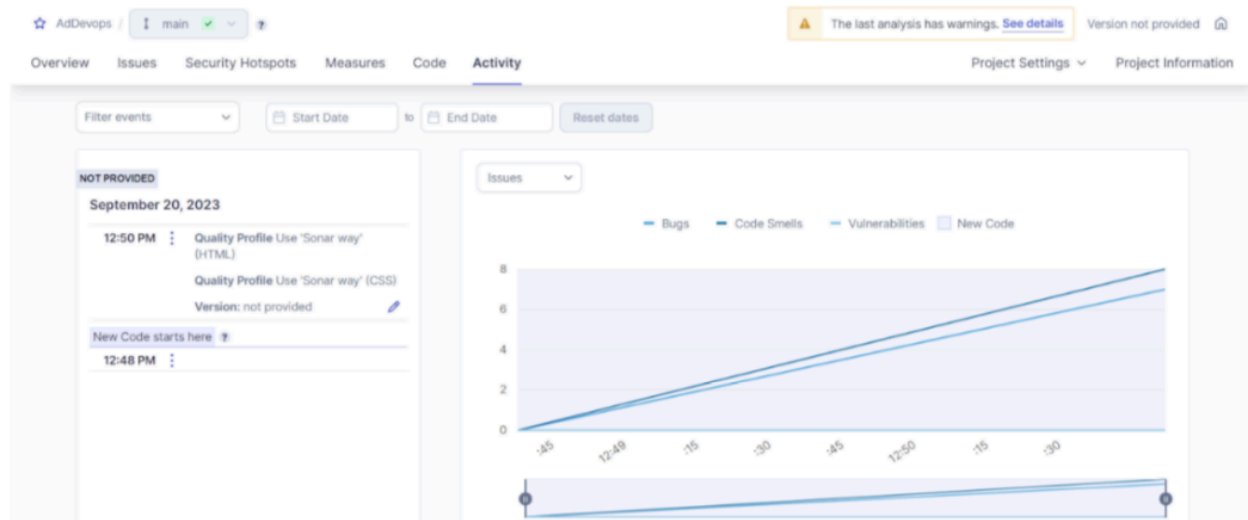 AdDevops / main ?
The last analysis has warnings. See details
Version not provided
Overview Issues Security Hotspots Measures Code Activity
Project Settings Project Information
Filter events
Start Date to End Date Reset dates
NOT PROVIDED
September 20, 2023
12:50 PM Quality Profile Use 'Sonar way'
(HTML)
Quality Profile Use 'Sonar way' (CSS)
Version: not provided
New Code starts here ?
12:48 PM
Issues
Bugs Code Smells Vulnerabilities New Code
8
6
4
2
0
:45 12:49 :15 :30 :45 12:50 :15 :30